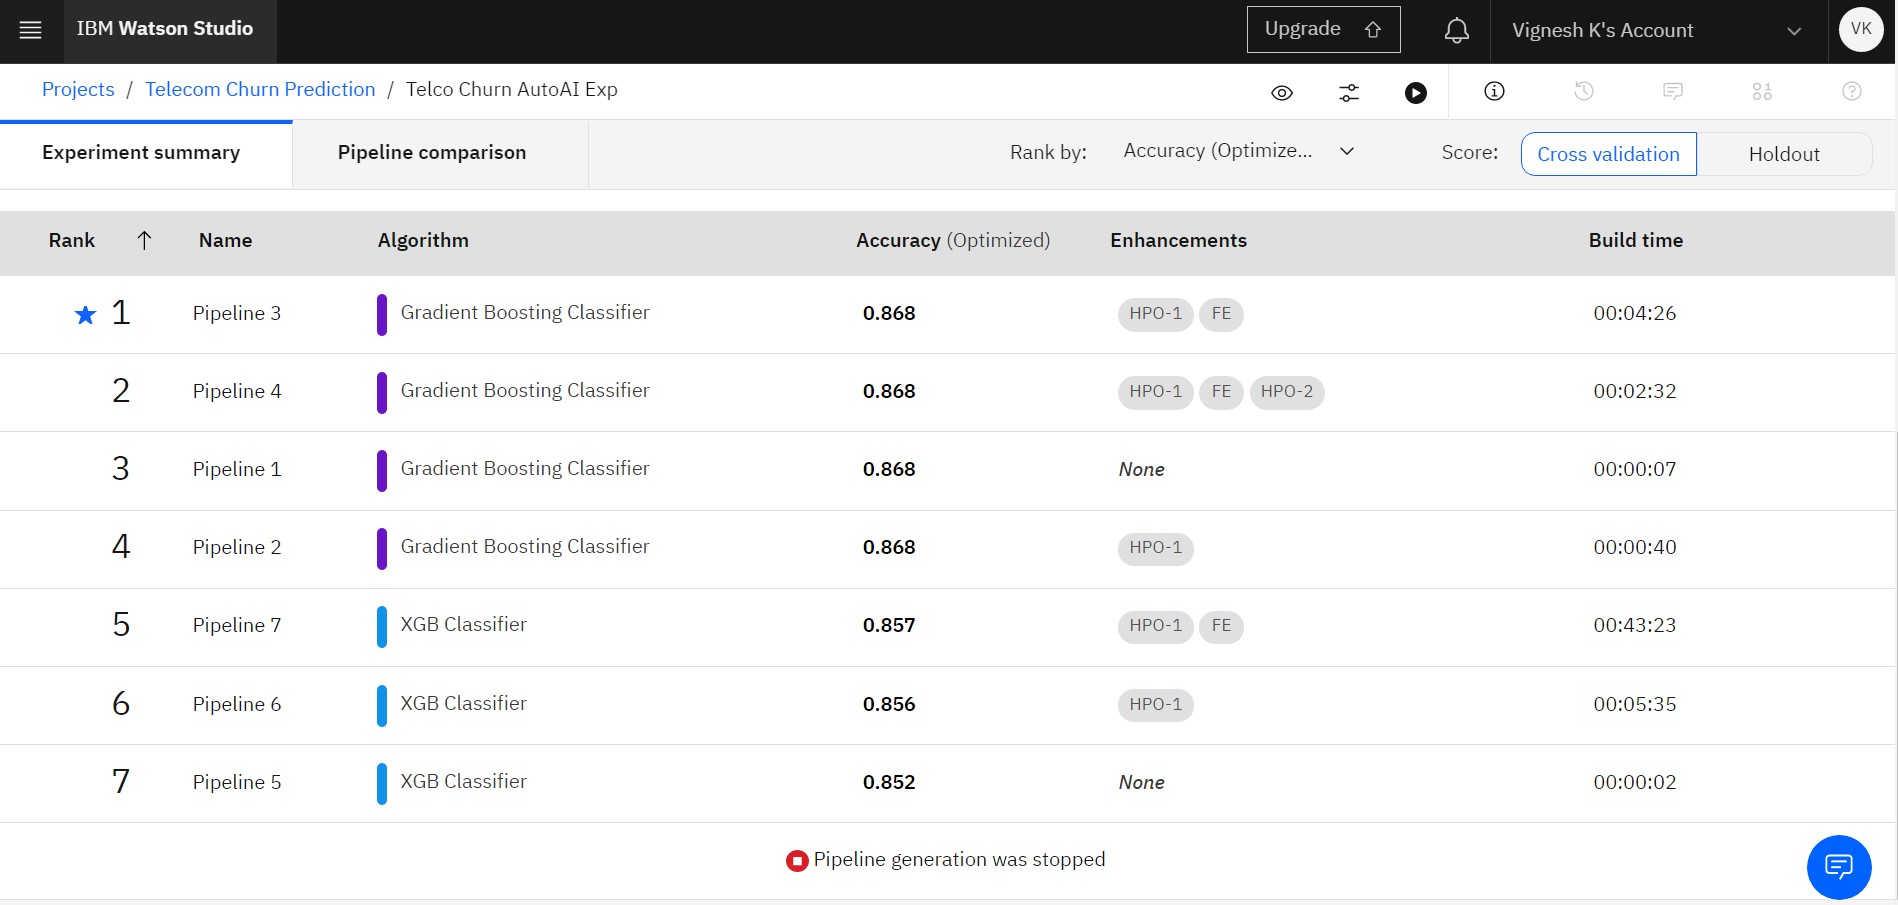 IBM Watson Studio
Upgrade
Vignesh K's Account
VK
Projects / Telecom Churn Prediction / Telco Churn AutoAI Exp
Experiment summary
Pipeline comparison
Rank by: Accuracy (Optimize...
Score: Cross validation Holdout
Rank Name Algorithm Accuracy (Optimized) Enhancements Build time
1 Pipeline 3 Gradient Boosting Classifier 0.868 HPO-1 FE 00:04:26
2 Pipeline 4 Gradient Boosting Classifier 0.868 HPO-1 FE HPO-2 00:02:32
3 Pipeline 1 Gradient Boosting Classifier 0.868 None 00:00:07
4 Pipeline 2 Gradient Boosting Classifier 0.868 HPO-1 00:00:40
5 Pipeline 7 XGB Classifier 0.857 HPO-1 FE 00:43:23
6 Pipeline 6 XGB Classifier 0.856 HPO-1 00:05:35
7 Pipeline 5 XGB Classifier 0.852 None 00:00:02
Pipeline generation was stopped